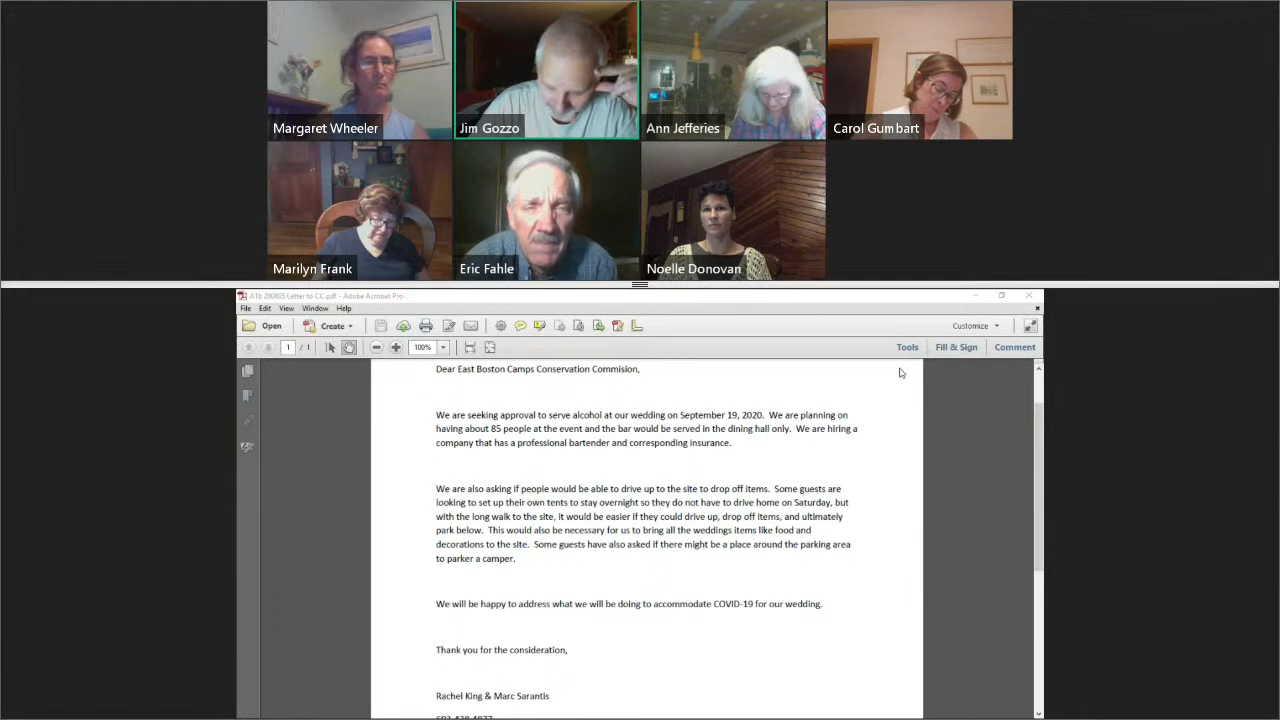 Margaret Wheeler
Jim Gozzo
Ann Jefferies
Carol Gumbart
Marilyn Frank
Eric Fahle
Noelle Donovan
A1b 200805 Letter to CC.pdf - Adobe Acrobat Pro
File Edit View Window Help
Open Create Customize
1 / 1 100% Tools Fill & Sign Comment
Dear East Boston Camps Conservation Commision,
We are seeking approval to serve alcohol at our wedding on September 19, 2020. We are planning on
having about 85 people at the event and the bar would be served in the dining hall only. We are hiring a
company that has a professional bartender and corresponding insurance.
We are also asking if people would be able to drive up to the site to drop off items. Some guests are
looking to set up their own tents to stay overnight so they do not have to drive home on Saturday, but
with the long walk to the site, it would be easier if they could drive up, drop off items, and ultimately
park below. This would also be necessary for us to bring all the weddings items like food and
decorations to the site. Some guests have also asked if there might be a place around the parking area
to parker a camper.
We will be happy to address what we will be doing to accommodate COVID-19 for our wedding.
Thank you for the consideration,
Rachel King & Marc Sarantis